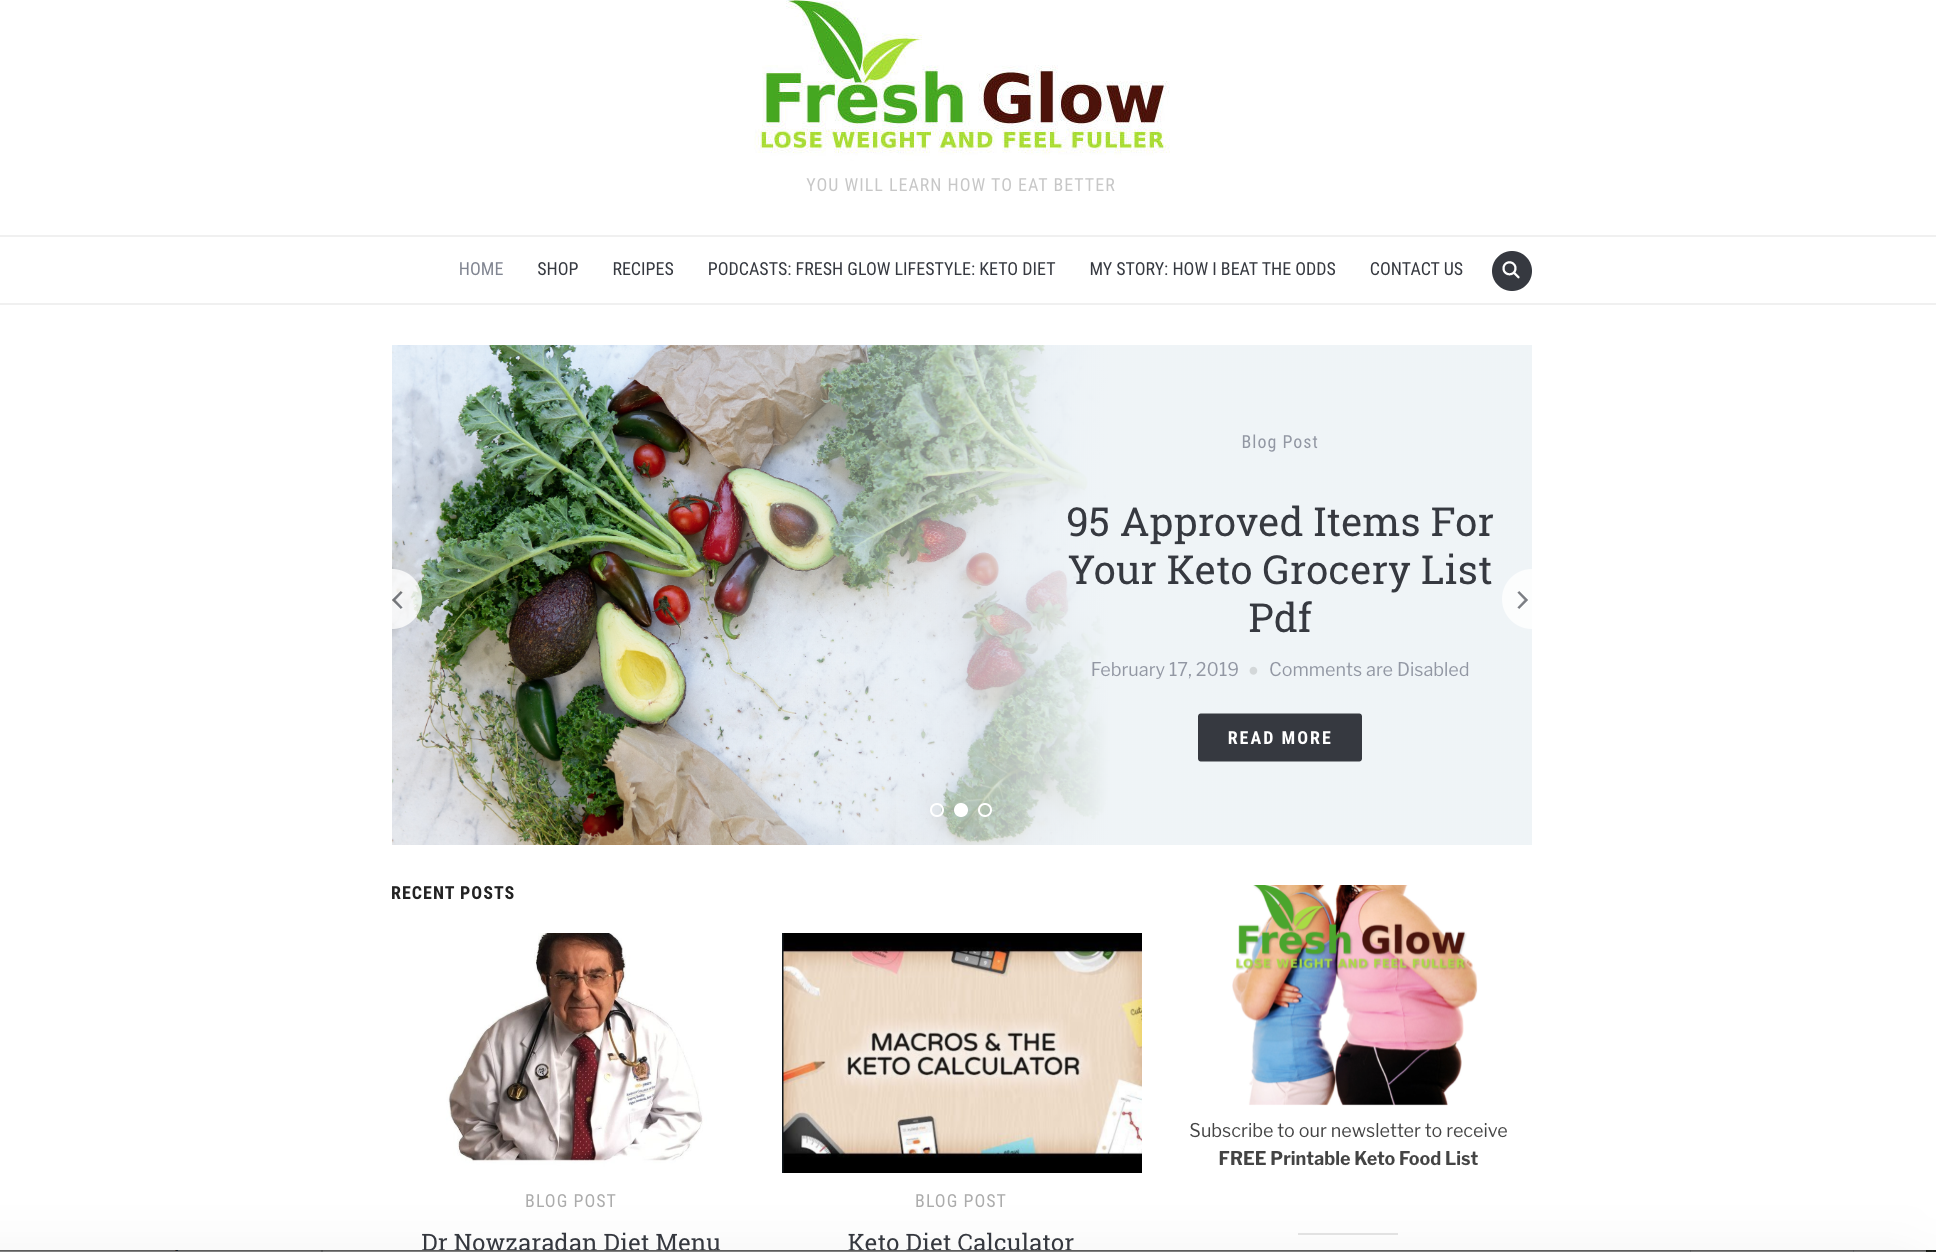 Fresh Glow
LOSE WEIGHT AND FEEL FULLER
YOU WILL LEARN HOW TO EAT BETTER
HOME
SHOP
RECIPES
PODCASTS: FRESH GLOW LIFESTYLE: KETO DIET
MY STORY: HOW I BEAT THE ODDS
CONTACT US
Blog Post
95 Approved Items For
Your Keto Grocery List
Pdf
February 17, 2019
Comments are Disabled
READ MORE
RECENT POSTS
MACROS & THE
KETO CALCULATOR
BLOG POST
Dr Nowzaradan Diet Menu
BLOG POST
Keto Diet Calculator
Fresh Glow
LOSE WEIGHT AND FEEL FULLER
Subscribe to our newsletter to receive
FREE Printable Keto Food List